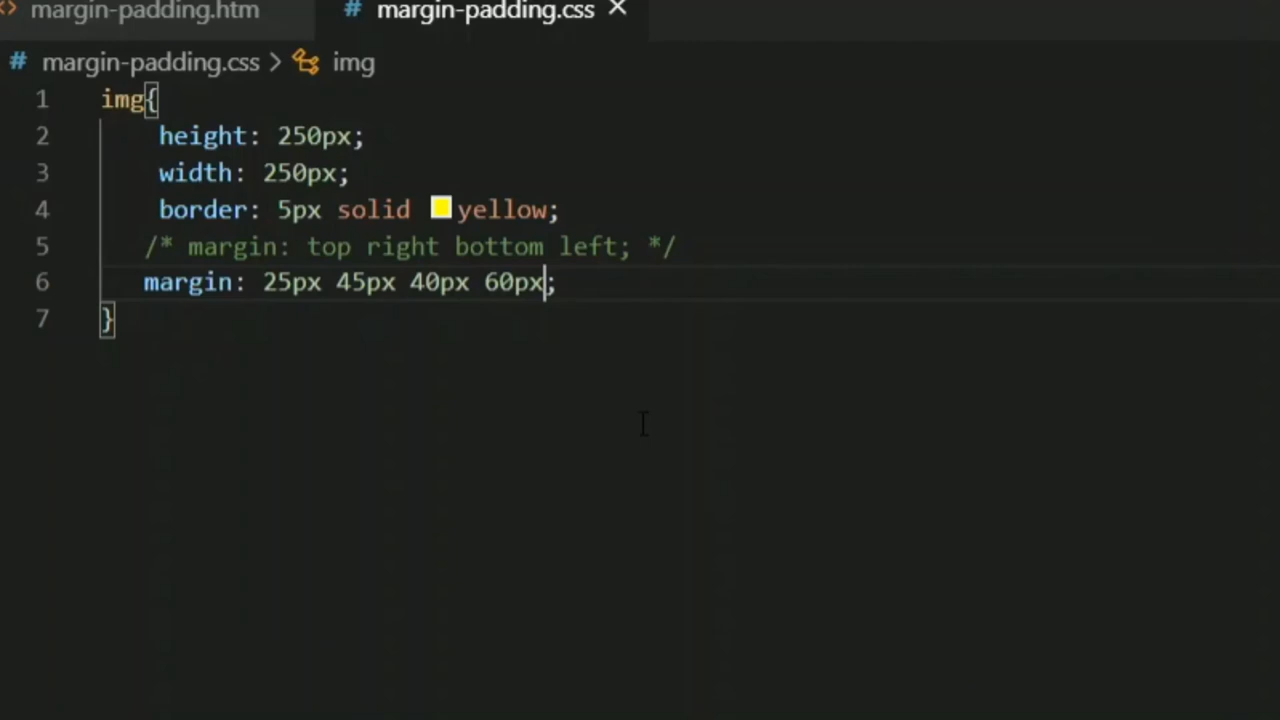 <> margin-padding.htm # margin-padding.css ×
# margin-padding.css > img
1 img{
2 height: 250px;
3 width: 250px;
4 border: 5px solid yellow;
5 /* margin: top right bottom left; */
6 margin: 25px 45px 40px 60px;
7 }